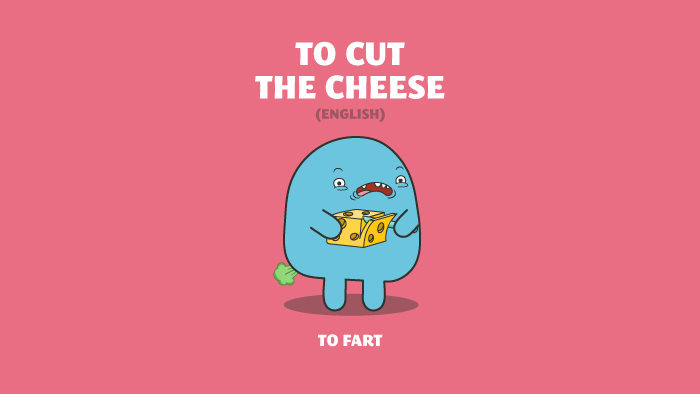 TO CUT
THE CHEESE
(ENGLISH)
TO FART